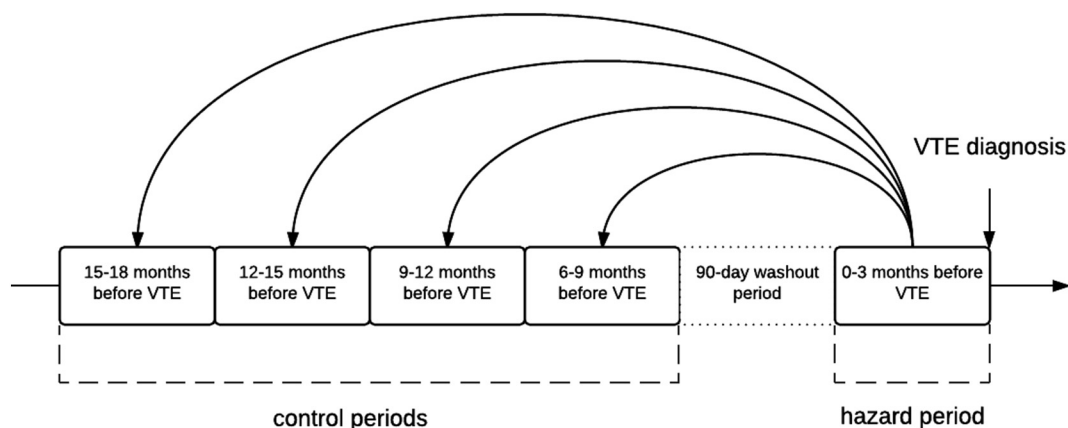 VTE diagnosis
15-18 months
before VTE
12-15 months
before VTE
9-12 months
before VTE
6-9 months
before VTE
90-day washout
period
0-3 months before
VTE
control periods
hazard period